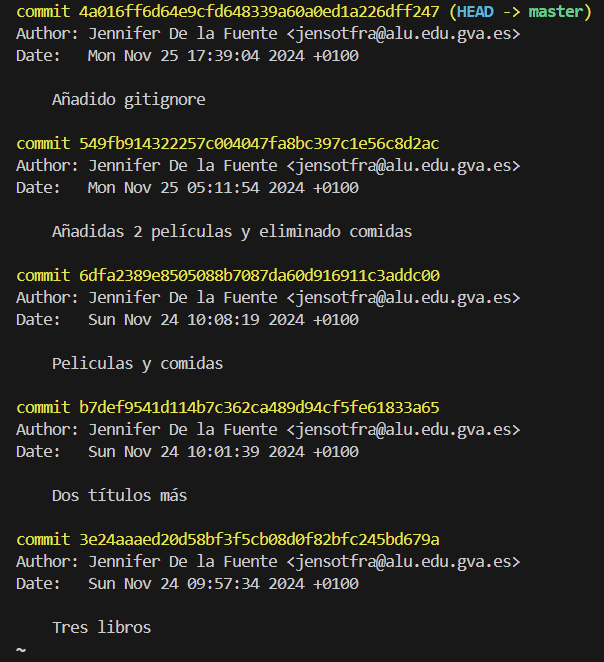 commit 4a016ff6d64e9cfd648339a60a0ed1a226dff247 (HEAD -> master)
Author: Jennifer De la Fuente <jensotfra@alu.edu.gva.es>
Date:   Mon Nov 25 17:39:04 2024 +0100
Añadido gitignore
commit 549fb914322257c004047fa8bc397c1e56c8d2ac
Author: Jennifer De la Fuente <jensotfra@alu.edu.gva.es>
Date:   Mon Nov 25 05:11:54 2024 +0100
Añadidas 2 películas y eliminado comidas
commit 6dfa2389e8505088b7087da60d916911c3addc00
Author: Jennifer De la Fuente <jensotfra@alu.edu.gva.es>
Date:   Sun Nov 24 10:08:19 2024 +0100
Peliculas y comidas
commit b7def9541d114b7c362ca489d94cf5fe61833a65
Author: Jennifer De la Fuente <jensotfra@alu.edu.gva.es>
Date:   Sun Nov 24 10:01:39 2024 +0100
Dos títulos más
commit 3e24aaaed20d58bf3f5cb08d0f82bfc245bd679a
Author: Jennifer De la Fuente <jensotfra@alu.edu.gva.es>
Date:   Sun Nov 24 09:57:34 2024 +0100
Tres libros
~